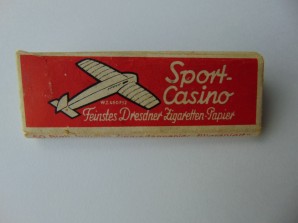 Sport-
Casino
Feinstes Dresdner Zigaretten-Papier